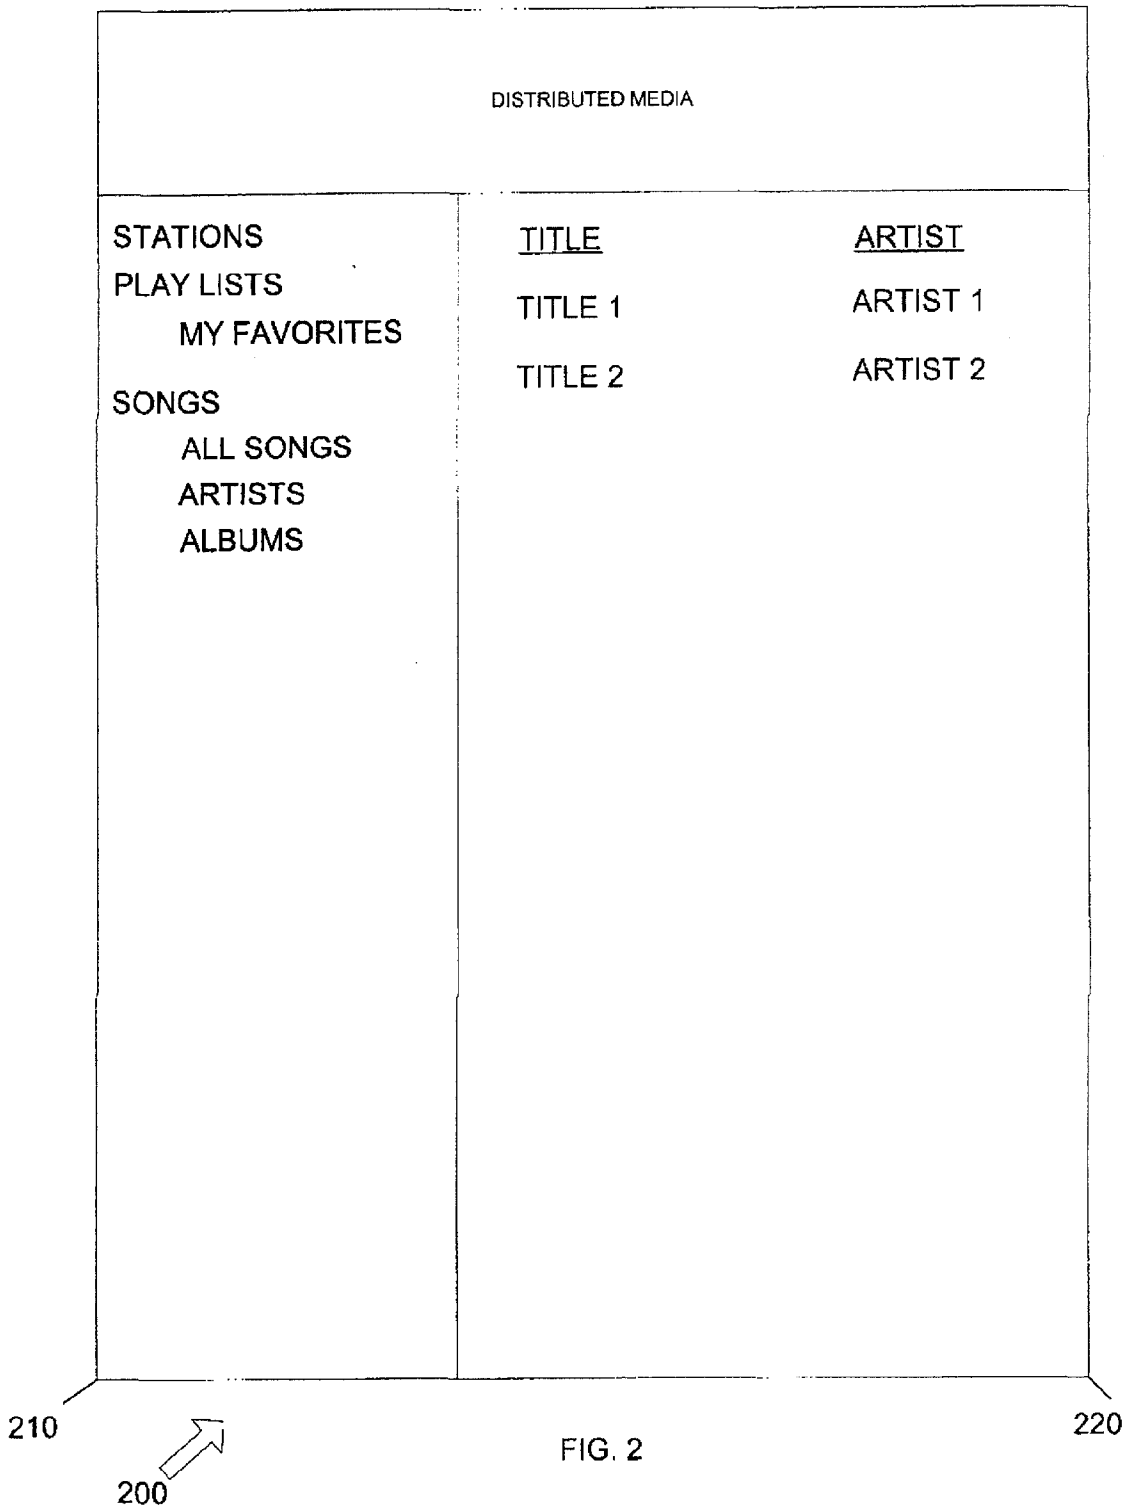 DISTRIBUTED MEDIA
STATIONS
PLAY LISTS
MY FAVORITES
SONGS
ALL SONGS
ARTISTS
ALBUMS
TITLE ARTIST
TITLE 1 ARTIST 1
TITLE 2 ARTIST 2
210
220
200
FIG. 2